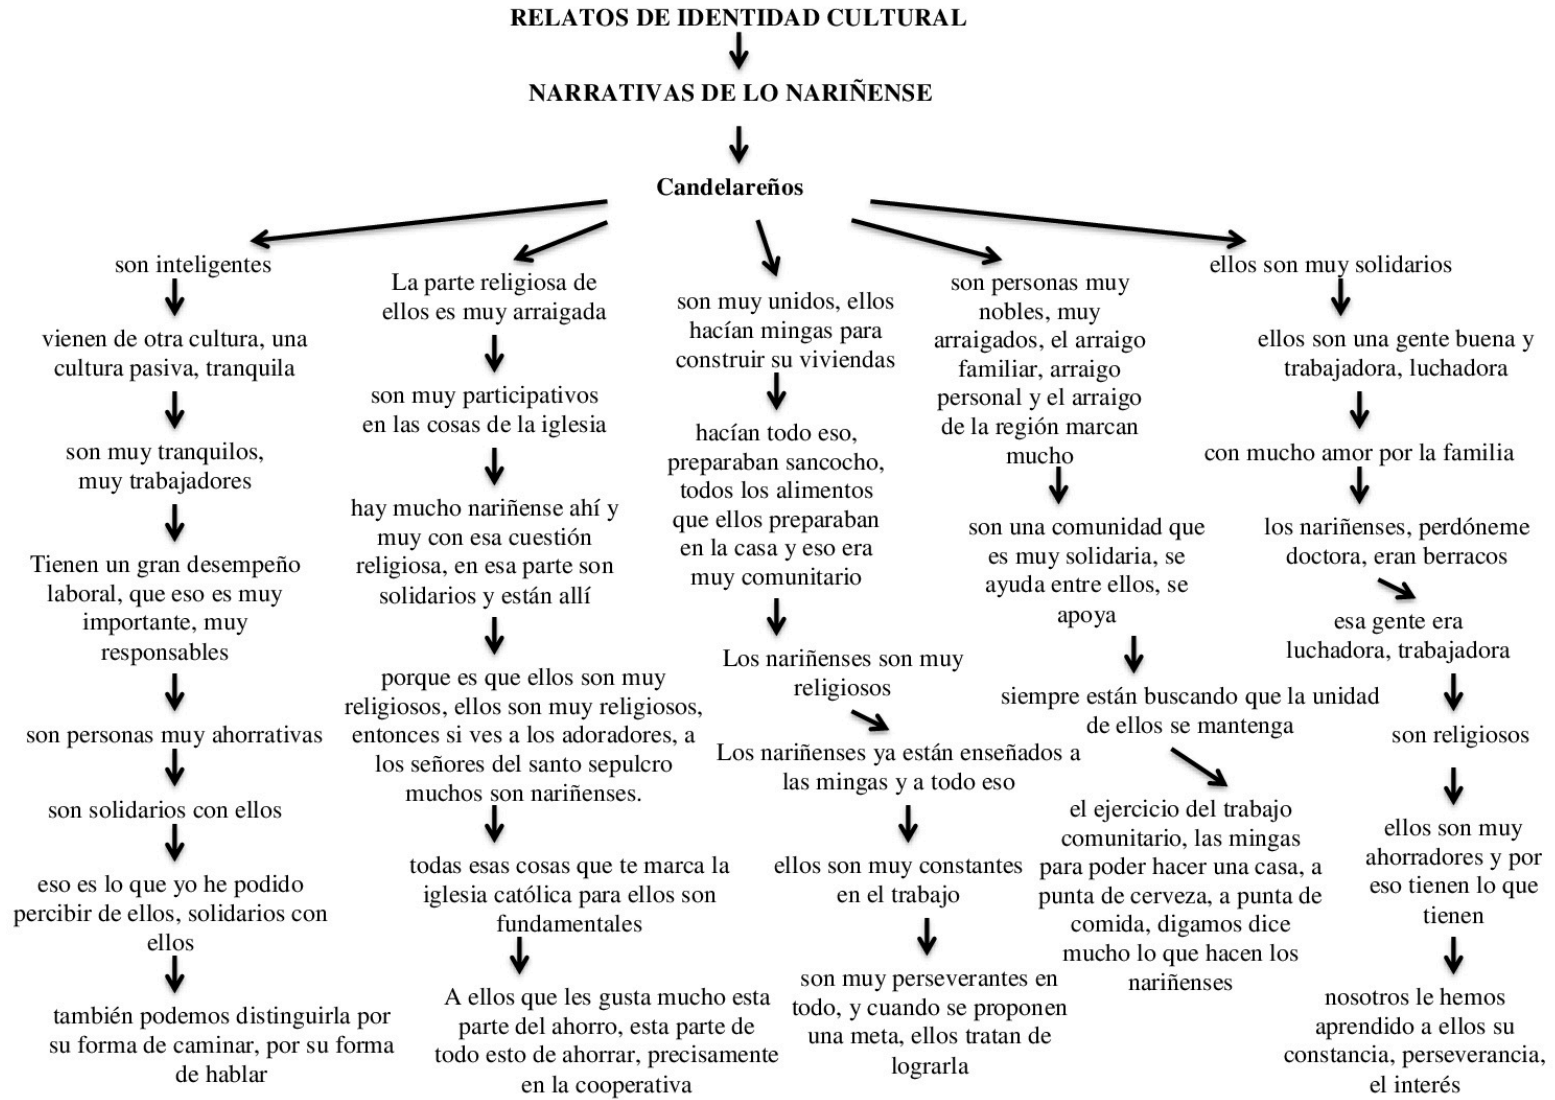 RELATOS DE IDENTIDAD CULTURAL
NARRATIVAS DE LO NARIÑENSE
Candelareños
son inteligentes
vienen de otra cultura, una
cultura pasiva, tranquila
son muy tranquilos,
muy trabajadores
Tienen un gran desempeño
laboral, que eso es muy
importante, muy
responsables
son personas muy ahorrativas
son solidarios con ellos
eso es lo que yo he podido
percibir de ellos, solidarios con
ellos
también podemos distinguirla por
su forma de caminar, por su forma
de hablar
La parte religiosa de
ellos es muy arraigada
son muy participativos
en las cosas de la iglesia
hay mucho nariñense ahí y
muy con esa cuestión
religiosa, en esa parte son
solidarios y están allí
porque es que ellos son muy
religiosos, ellos son muy religiosos,
entonces si ves a los adoradores, a
los señores del santo sepulcro
muchos son nariñenses.
todas esas cosas que te marca la
iglesia católica para ellos son
fundamentales
A ellos que les gusta mucho esta
parte del ahorro, esta parte de
todo esto de ahorrar, precisamente
en la cooperativa
son muy unidos, ellos
hacían mingas para
construir su viviendas
hacían todo eso,
preparaban sancocho,
todos los alimentos
que ellos preparaban
en la casa y eso era
muy comunitario
Los nariñenses son muy
religiosos
Los nariñenses ya están enseñados a
las mingas y a todo eso
ellos son muy constantes
en el trabajo
son muy perseverantes en
todo, y cuando se proponen
una meta, ellos tratan de
lograrla
son personas muy
nobles, muy
arraigados, el arraigo
familiar, arraigo
personal y el arraigo
de la región marcan
mucho
son una comunidad que
es muy solidaria, se
ayuda entre ellos, se
apoya
siempre están buscando que la unidad
de ellos se mantenga
el ejercicio del trabajo
comunitario, las mingas
para poder hacer una casa, a
punta de cerveza, a punta de
comida, digamos dice
mucho lo que hacen los
nariñenses
ellos son muy solidarios
ellos son una gente buena y
trabajadora, luchadora
con mucho amor por la familia
los nariñenses, perdóneme
doctora, eran berracos
esa gente era
luchadora, trabajadora
son religiosos
ellos son muy
ahorradores y por
eso tienen lo que
tienen
nosotros le hemos
aprendido a ellos su
constancia, perseverancia,
el interés